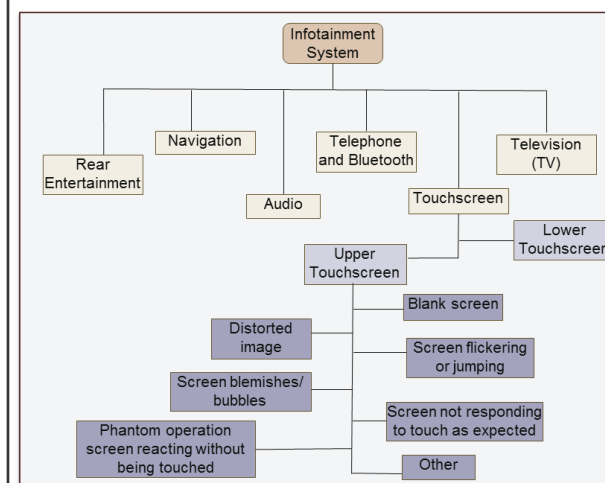 Infotainment
System
Navigation
Telephone
and Bluetooth
Television
(TV)
Rear
Entertainment
Audio
Touchscreen
Lower
Touchscreen
Upper
Touchscreen
Blank screen
Distorted
image
Screen flickering
or jumping
Screen blemishes/
bubbles
Screen not responding
to touch as expected
Phantom operation
screen reacting without
being touched
Other